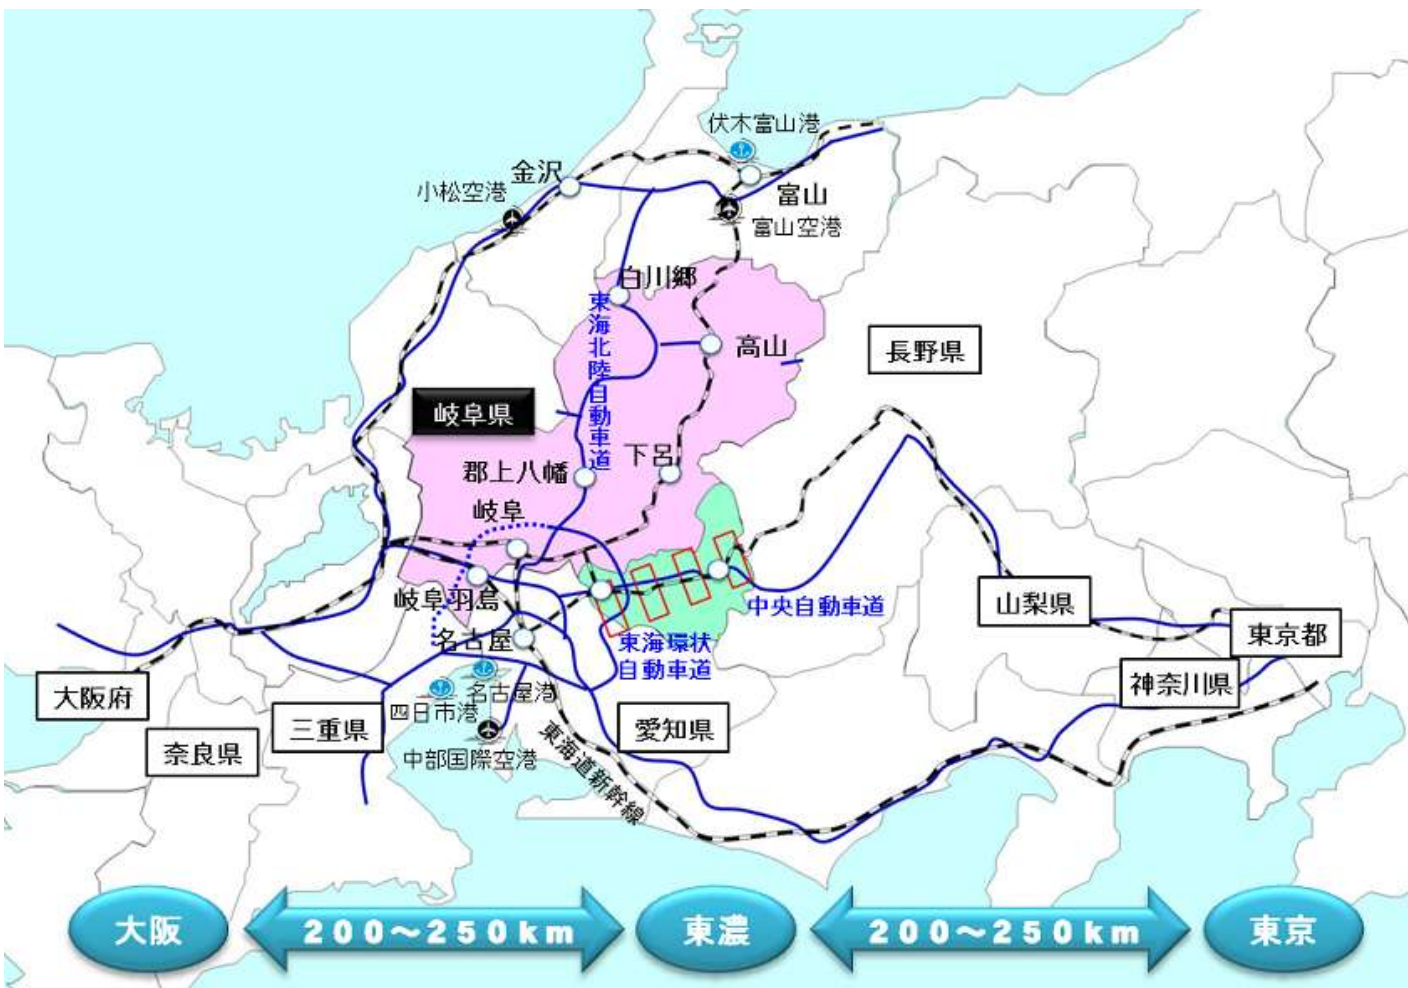 伏木富山港
金沢
小松空港
富山
富山空港
白川郷
東海北陸自動車道
高山
長野県
岐阜県
下呂
郡上八幡
岐阜
岐阜羽島
中央自動車道
山梨県
東京都
名古屋
東海環状
自動車道
神奈川県
大阪府
名古屋港
四日市港
三重県
愛知県
奈良県
中部国際空港
東海道新幹線
大阪
200～250km
東濃
200～250km
東京